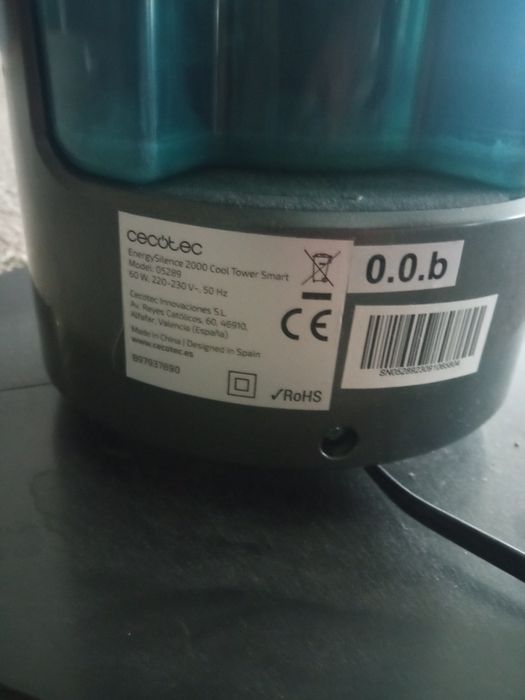 cecotec
EnergySilence 2000 Cool Tower Smart
Model: 05289
60 W, 220-230 V~, 50 Hz
Cecotec Innovaciones S.L.
Av. Reyes Católicos, 60, 46910,
Alfafar, Valencia (España)
Made in China | Designed in Spain
www.cecotec.es
B97937890
CE
✓RoHS
0.0.b